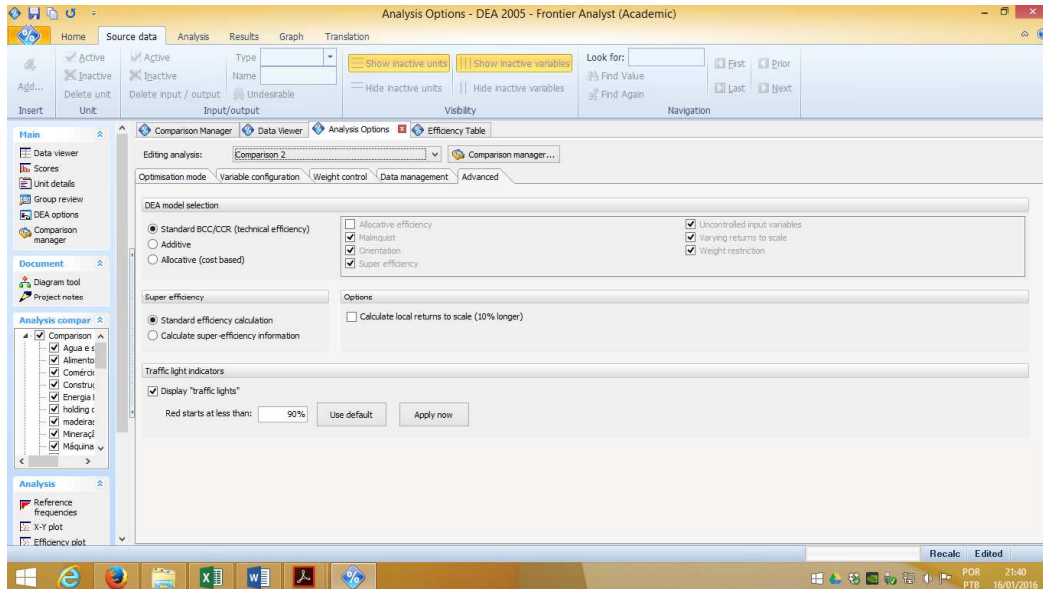 Analysis Options - DEA 2005 - Frontier Analyst (Academic)
Home Source data Analysis Results Graph Translation
Add...
Insert
Active
Inactive
Delete unit
Unit
Active
Inactive
Delete input / output
Type
Name
Undesirable
Input/output
Show inactive units
Show inactive variables
Hide inactive units
Hide inactive variables
Visibility
Look for:
Find Value
Find Again
First Prior
Last Next
Navigation
Main
Data viewer
Scores
Unit details
Group review
DEA options
Comparison
manager
Document
Diagram tool
Project notes
Analysis compar
Comparison
Agua e s
Alimento
Comérci
Construç
Energia
holding c
madeira
Mineraçã
Máquina
Analysis
Reference
frequencies
X-Y plot
Efficiency plot
Comparison Manager Data Viewer Analysis Options Efficiency Table
Editing analysis: Comparison 2 Comparison manager...
Optimisation mode Variable configuration Weight control Data management Advanced
DEA model selection
Standard BCC/CCR (technical efficiency)
Additive
Allocative (cost based)
Allocative efficiency
Malmquist
Orientation
Super efficiency
Uncontrolled input variables
Varying returns to scale
Weight restriction
Super efficiency
Standard efficiency calculation
Calculate super-efficiency information
Options
Calculate local returns to scale (10% longer)
Traffic light indicators
Display "traffic lights"
Red starts at less than: 90% Use default Apply now
Recalc Edited
POR 21:40
PTB 16/01/2016